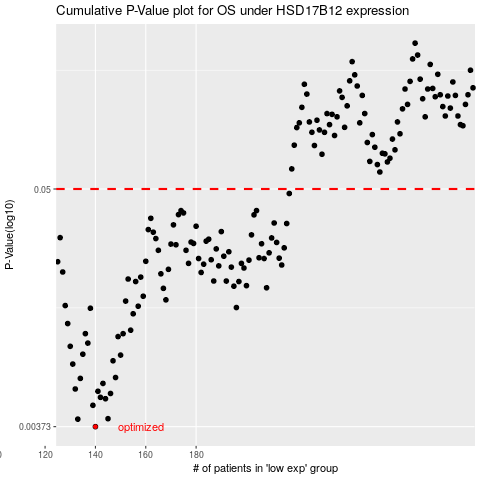 Cumulative P-Value plot for OS under HSD17B12 expression
P-Value(log10)
0.05
0.00373
optimized
0 120 140 160 180
# of patients in 'low exp' group